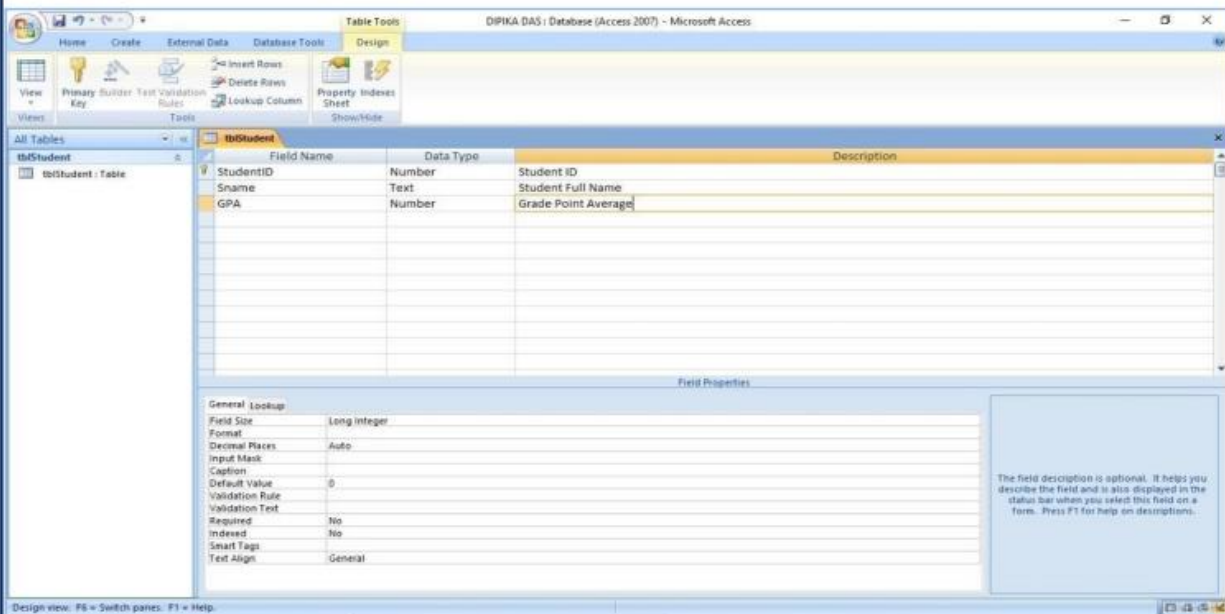 Table Tools DIPIKA DAS : Database (Access 2007) - Microsoft Access
Home Create External Data Database Tools Design
View
Primary Key
Builder
Test Validation Rules
Insert Rows
Delete Rows
Lookup Column
Property Sheet
Indexes
Views Tools Show/Hide
All Tables
tblStudent
tblStudent : Table
tblStudent
Field Name Data Type Description
StudentID Number Student ID
Sname Text Student Full Name
GPA Number Grade Point Average
Field Properties
General Lookup
Field Size Long Integer
Format
Decimal Places Auto
Input Mask
Caption
Default Value 0
Validation Rule
Validation Text
Required No
Indexed No
Smart Tags
Text Align General
The field description is optional. It helps you
describe the field and is also displayed in the
status bar when you select this field on a
form. Press F1 for help on descriptions.
Design view. F6 = Switch panes. F1 = Help.